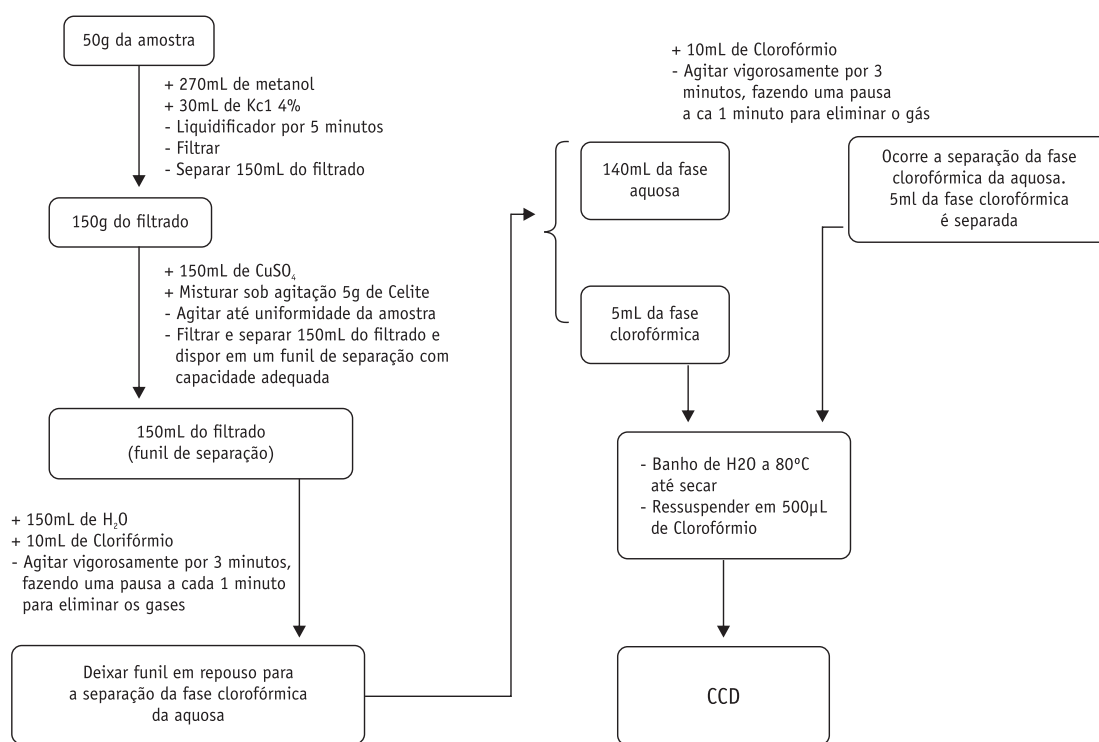 50g da amostra
+ 270mL de metanol
+ 30mL de Kc1 4%
- Liquidificador por 5 minutos
- Filtrar
- Separar 150mL do filtrado
150g do filtrado
+ 150mL de CuSO₄
+ Misturar sob agitação 5g de Celite
- Agitar até uniformidade da amostra
- Filtrar e separar 150mL do filtrado e
dispor em um funil de separação com
capacidade adequada
150mL do filtrado
(funil de separação)
+ 150mL de H₂O
+ 10mL de Clorifórmio
- Agitar vigorosamente por 3 minutos,
fazendo uma pausa a cada 1 minuto
para eliminar os gases
Deixar funil em repouso para
a separação da fase clorofórmica
da aquosa
+ 10mL de Clorofórmio
- Agitar vigorosamente por 3
minutos, fazendo uma pausa
a ca 1 minuto para eliminar o gás
140mL da fase
aquosa
Ocorre a separação da fase
clorofórmica da aquosa.
5ml da fase clorofórmica
é separada
5mL da fase
clorofórmica
- Banho de H2O a 80ºC
até secar
- Ressuspender em 500µL
de Clorofórmio
CCD